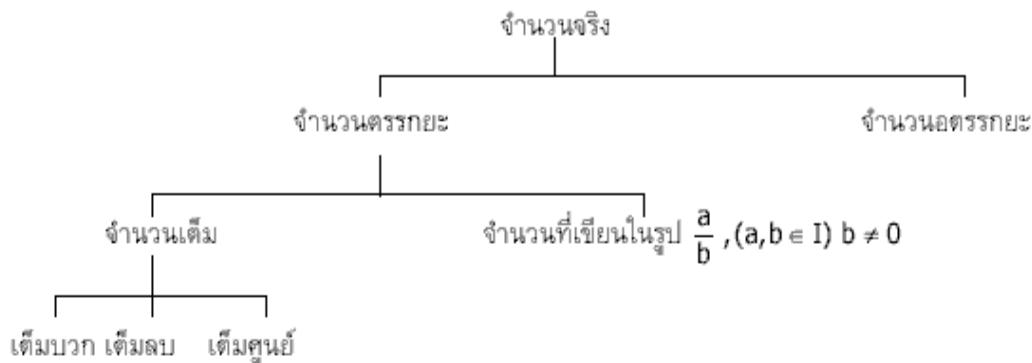 จำนวนจริง
จำนวนตรรกยะ จำนวนอตรรกยะ
จำนวนเต็ม จำนวนที่เขียนในรูป a/b ,(a,b ∈ I) b ≠ 0
เต็มบวก เต็มลบ เต็มศูนย์